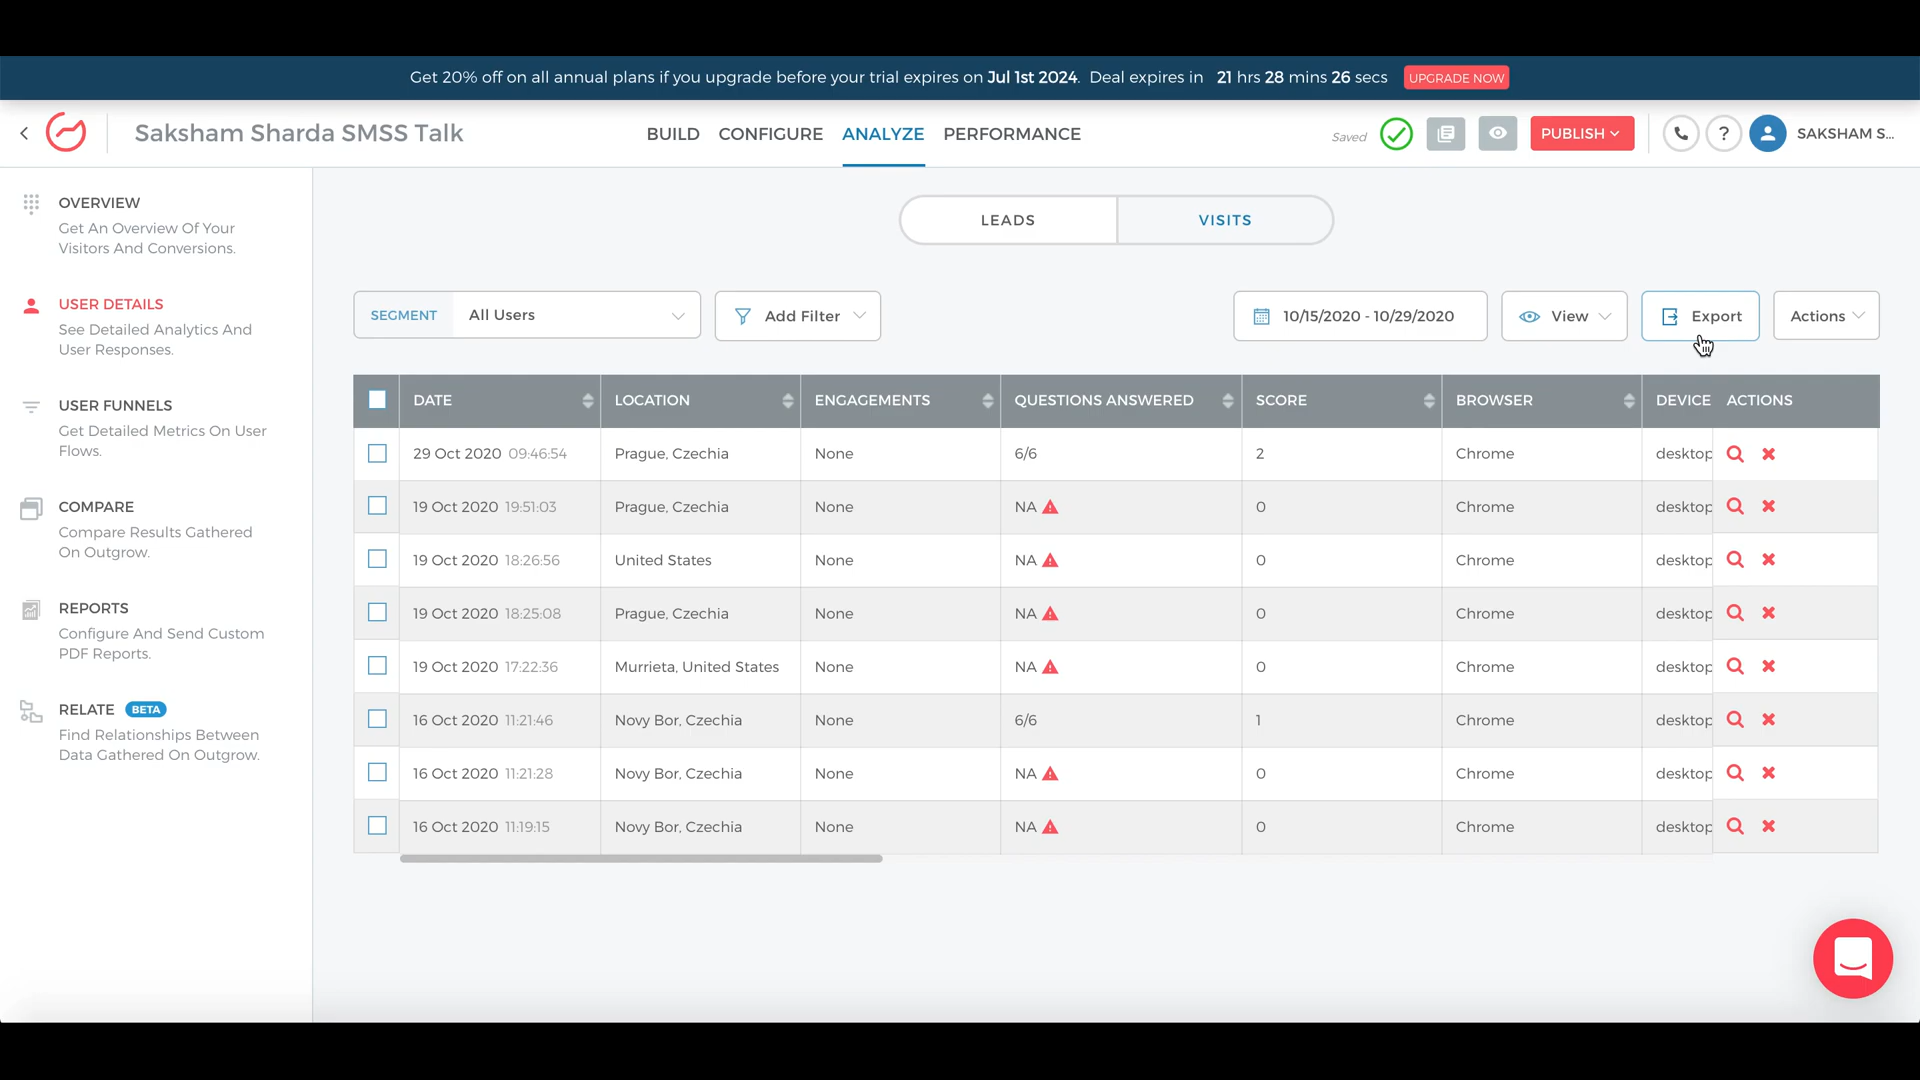 Get 20% off on all annual plans if you upgrade before your trial expires on Jul 1st 2024. Deal expires in 21 hrs 28 mins 26 secs UPGRADE NOW
Saksham Sharda SMSS Talk BUILD CONFIGURE ANALYZE PERFORMANCE Saved PUBLISH ? SAKSHAM S...
OVERVIEW
Get An Overview Of Your
Visitors And Conversions.
USER DETAILS
See Detailed Analytics And
User Responses.
USER FUNNELS
Get Detailed Metrics On User
Flows.
COMPARE
Compare Results Gathered
On Outgrow.
REPORTS
Configure And Send Custom
PDF Reports.
RELATE BETA
Find Relationships Between
Data Gathered On Outgrow.
LEADS VISITS
SEGMENT All Users Add Filter 10/15/2020 - 10/29/2020 View Export Actions
DATE LOCATION ENGAGEMENTS QUESTIONS ANSWERED SCORE BROWSER DEVICE ACTIONS
29 Oct 2020 09:46:54 Prague, Czechia None 6/6 2 Chrome desktop
19 Oct 2020 19:51:03 Prague, Czechia None NA 0 Chrome desktop
19 Oct 2020 18:26:56 United States None NA 0 Chrome desktop
19 Oct 2020 18:25:08 Prague, Czechia None NA 0 Chrome desktop
19 Oct 2020 17:22:36 Murrieta, United States None NA 0 Chrome desktop
16 Oct 2020 11:21:46 Novy Bor, Czechia None 6/6 1 Chrome desktop
16 Oct 2020 11:21:28 Novy Bor, Czechia None NA 0 Chrome desktop
16 Oct 2020 11:19:15 Novy Bor, Czechia None NA 0 Chrome desktop